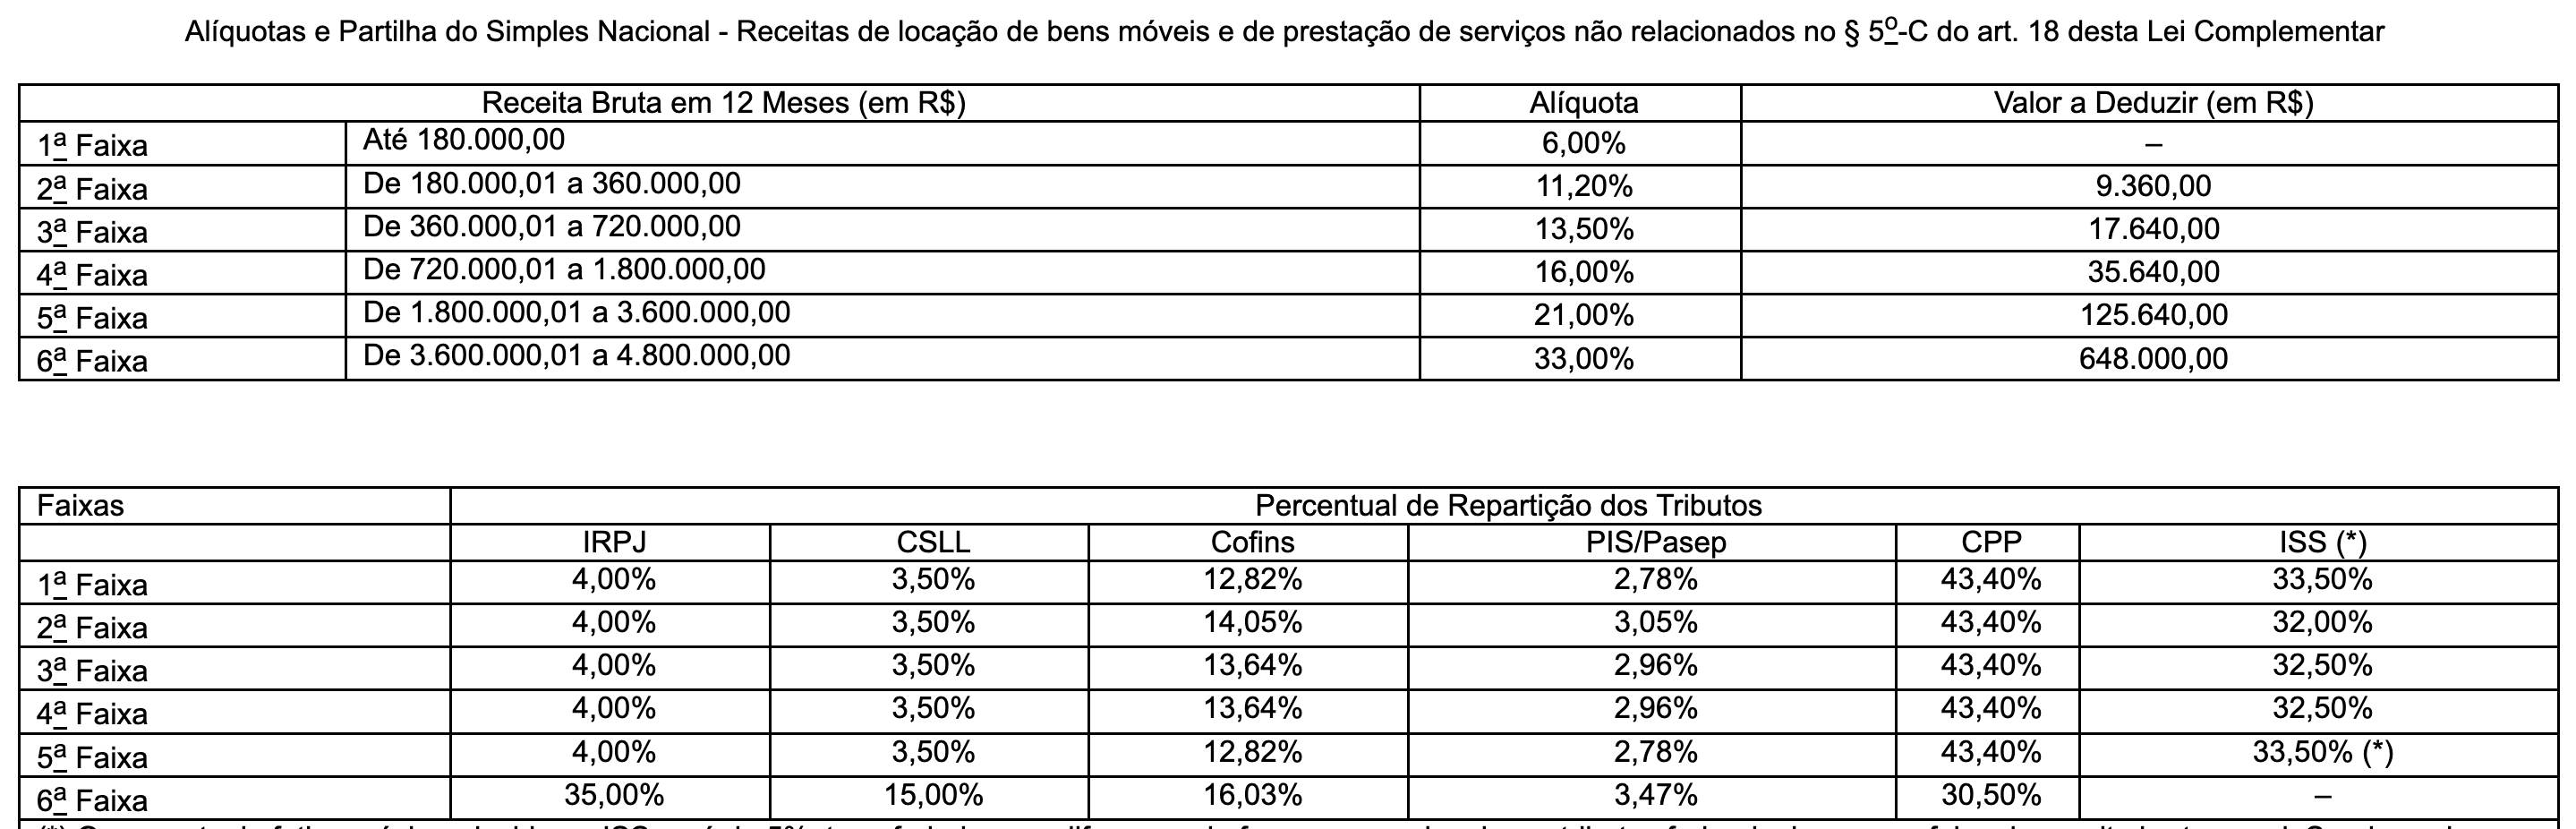 Alíquotas e Partilha do Simples Nacional - Receitas de locação de bens móveis e de prestação de serviços não relacionados no § 5º-C do art. 18 desta Lei Complementar
Receita Bruta em 12 Meses (em R$) Alíquota Valor a Deduzir (em R$)
1ª Faixa Até 180.000,00 6,00% –
2ª Faixa De 180.000,01 a 360.000,00 11,20% 9.360,00
3ª Faixa De 360.000,01 a 720.000,00 13,50% 17.640,00
4ª Faixa De 720.000,01 a 1.800.000,00 16,00% 35.640,00
5ª Faixa De 1.800.000,01 a 3.600.000,00 21,00% 125.640,00
6ª Faixa De 3.600.000,01 a 4.800.000,00 33,00% 648.000,00
Faixas Percentual de Repartição dos Tributos
IRPJ CSLL Cofins PIS/Pasep CPP ISS (*)
1ª Faixa 4,00% 3,50% 12,82% 2,78% 43,40% 33,50%
2ª Faixa 4,00% 3,50% 14,05% 3,05% 43,40% 32,00%
3ª Faixa 4,00% 3,50% 13,64% 2,96% 43,40% 32,50%
4ª Faixa 4,00% 3,50% 13,64% 2,96% 43,40% 32,50%
5ª Faixa 4,00% 3,50% 12,82% 2,78% 43,40% 33,50% (*)
6ª Faixa 35,00% 15,00% 16,03% 3,47% 30,50% –